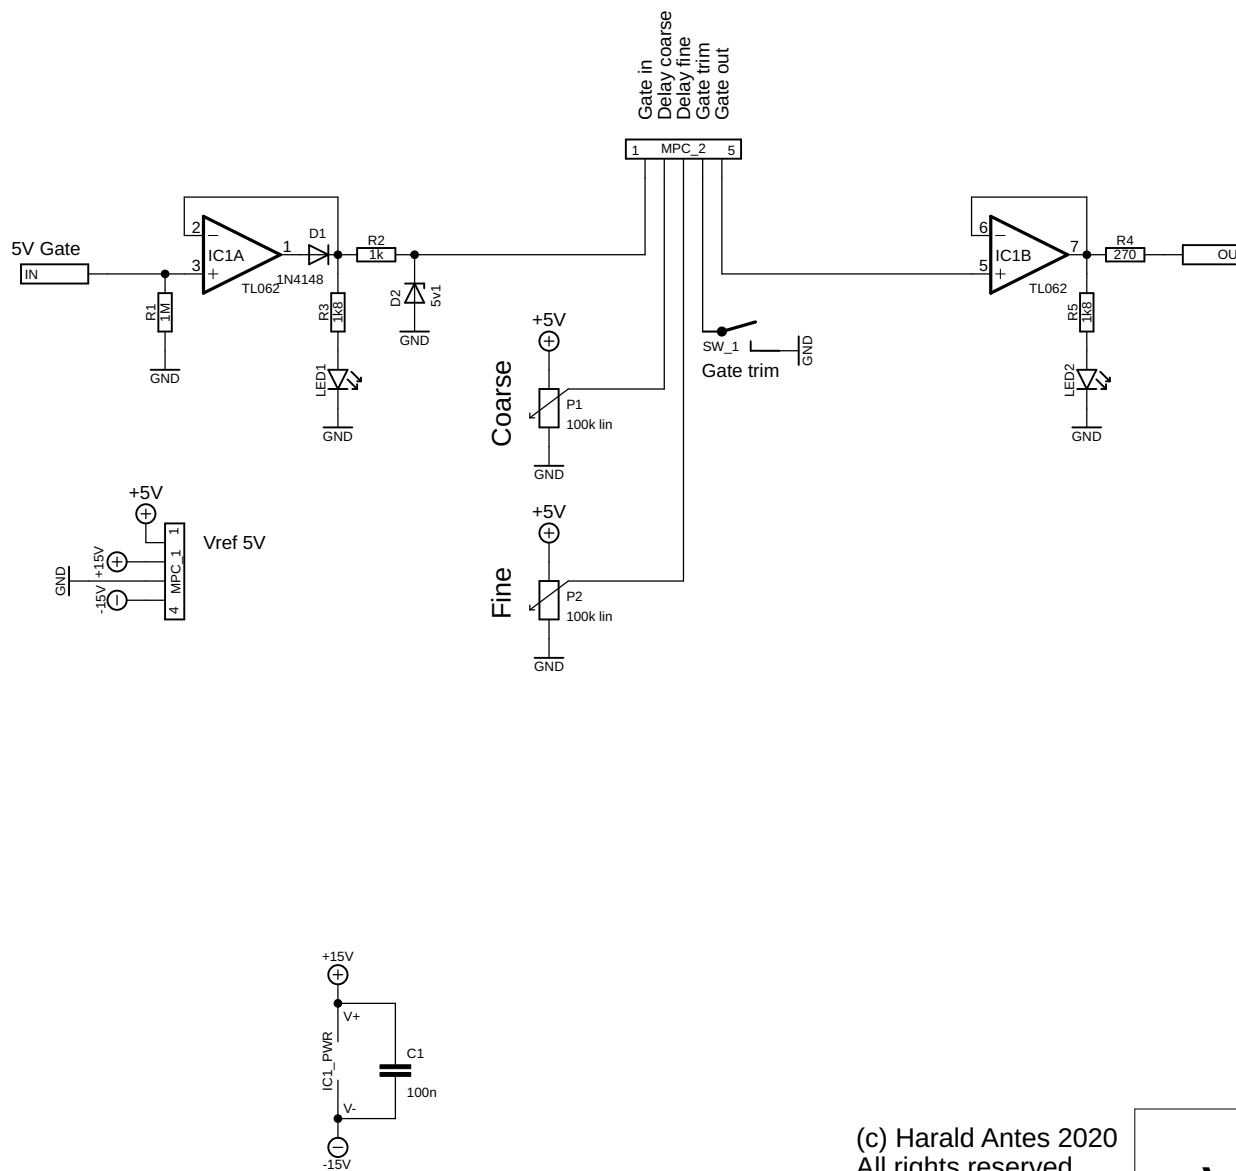 Gate in
Delay coarse
Delay fine
Gate trim
Gate out
1 MPC_2 5
5V Gate
IN
R1
1M
GND
2
3
IC1A
TL062
1
D1
1N4148
R2
1k
R3
1k8
LED1
GND
D2
5v1
GND
+5V
Coarse
P1
100k lin
GND
SW_1
GND
Gate trim
6
5
IC1B
TL062
7
R4
270
OU
R5
1k8
LED2
GND
+5V
GND
+15V
-15V
1
MPC_1
4
Vref 5V
+5V
Fine
P2
100k lin
GND
+15V
V+
IC1_PWR
C1
100n
V-
-15V
(c) Harald Antes 2020
All rights reserved